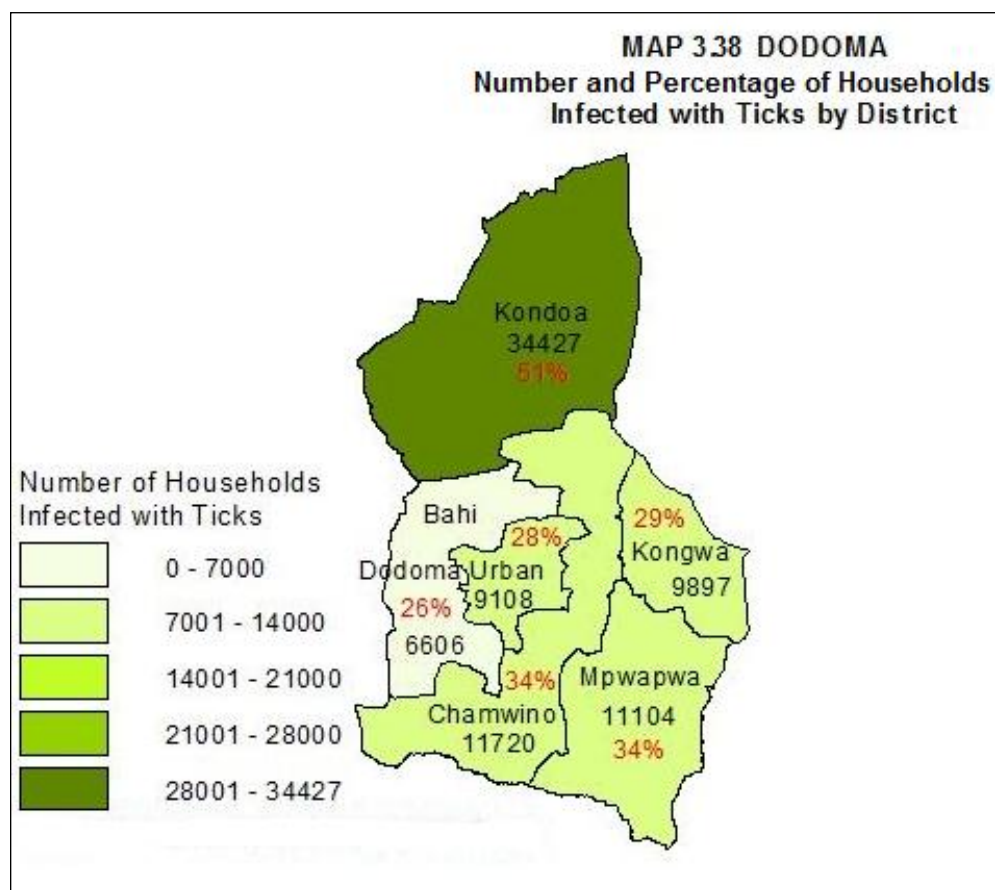 MAP 3.38 DODOMA
Number and Percentage of Households
Infected with Ticks by District
Kondoa
34427
51%
Number of Households
Infected with Ticks
0 - 7000
7001 - 14000
14001 - 21000
21001 - 28000
28001 - 34427
Bahi
28%
29%
Kongwa
9897
Dodoma Urban
9108
26%
6606
34%
Mpwapwa
11104
34%
Chamwino
11720